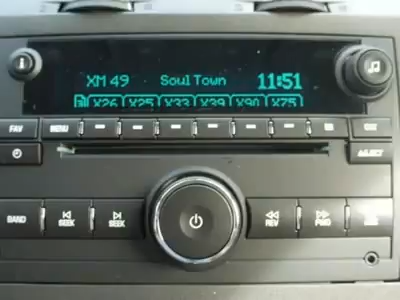 XM 49 Soul Town 11:51
X26 X25 X33 X39 X90 X75
FAV MENU
EJECT
BAND SEEK SEEK REV FWD